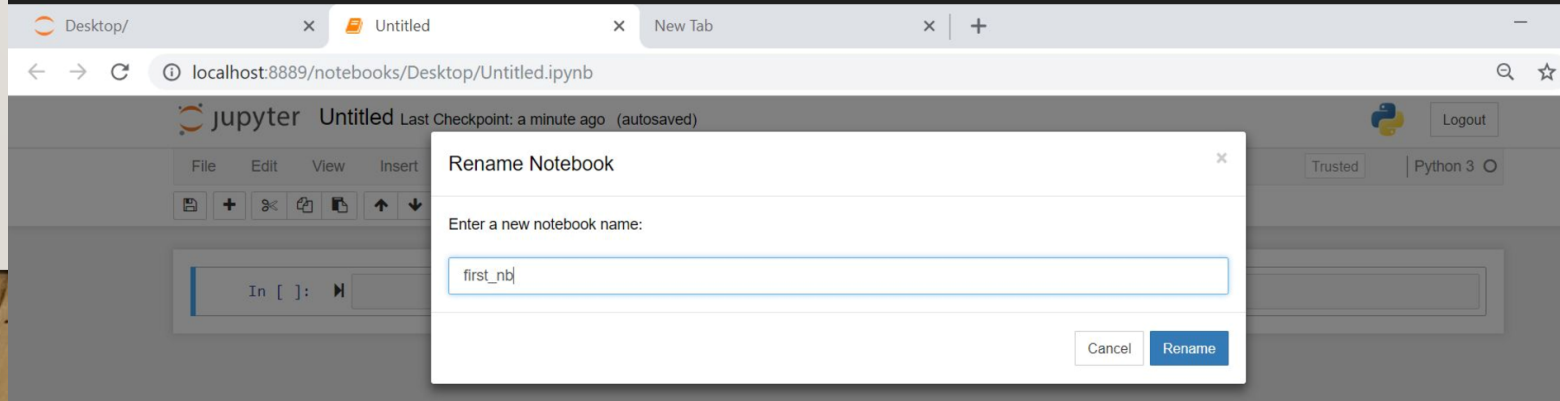 Desktop/ Untitled New Tab
localhost:8889/notebooks/Desktop/Untitled.ipynb
jupyter Untitled Last Checkpoint: a minute ago (autosaved) Logout
File Edit View Insert Trusted Python 3
Rename Notebook
Enter a new notebook name:
first_nb
In [ ]:
Cancel Rename